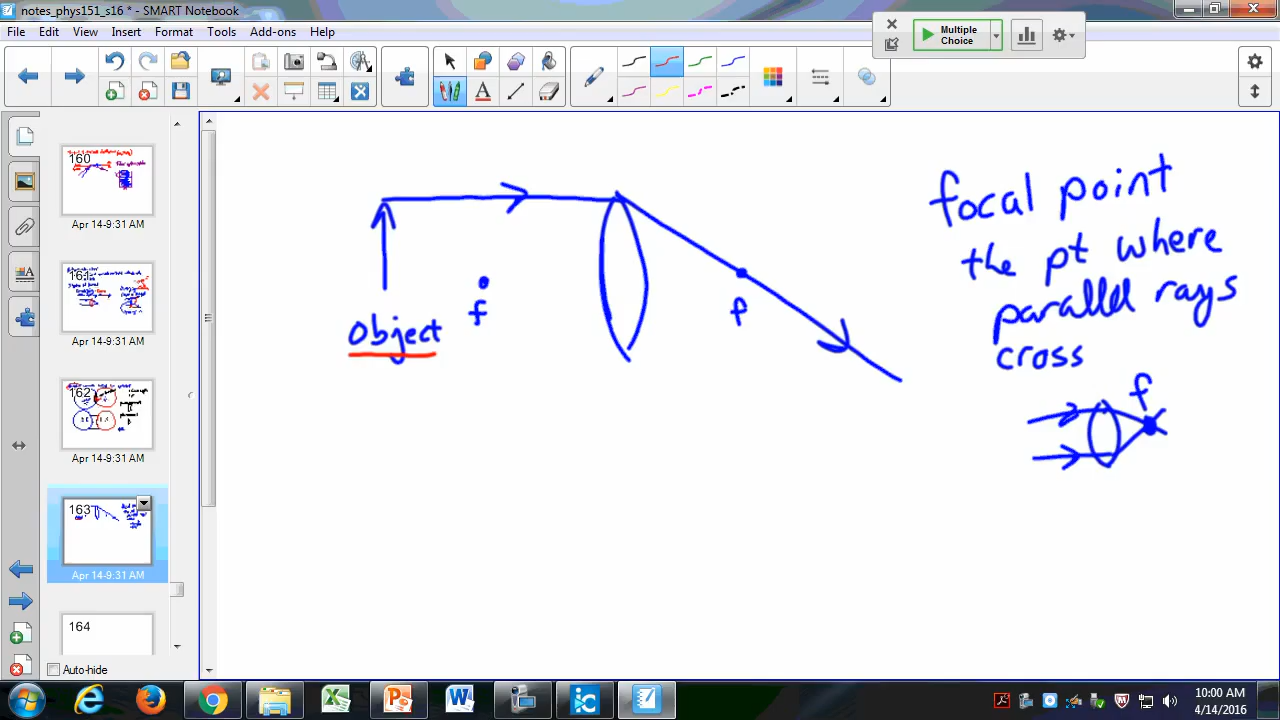 notes_phys151_s16 * - SMART Notebook
File Edit View Insert Format Tools Add-ons Help
Multiple
Choice
160
Apr 14-9:31 AM
161
Apr 14-9:31 AM
162
Apr 14-9:31 AM
163
Apr 14-9:31 AM
164
Auto-hide
Object
f
f
focal point
the pt where
parallel rays
cross
f
10:00 AM
4/14/2016